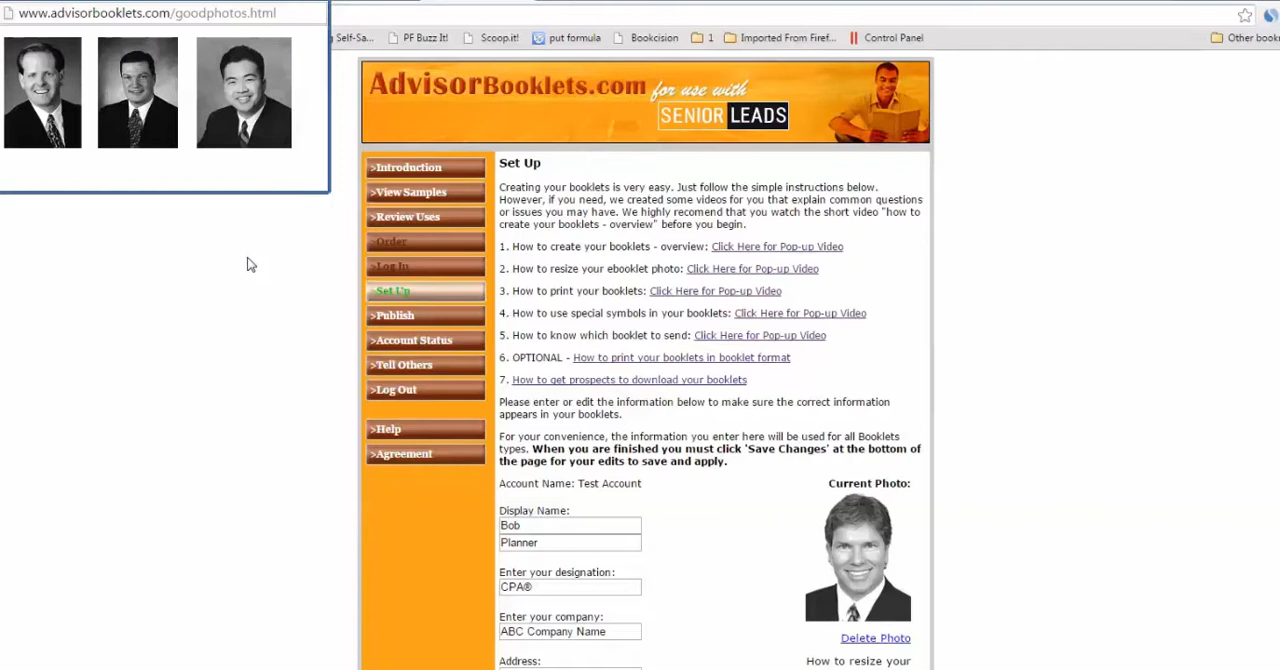 www.advisorbooklets.com/goodphotos.html
Self-Sa...
PF Buzz It!
Scoop.it!
put formula
Bookcision
1
Imported From Firef...
Control Panel
Other book
AdvisorBooklets.com
for use with
SENIOR LEADS
>Introduction
>View Samples
>Review Uses
>Order
>Log In
>Set Up
>Publish
>Account Status
>Tell Others
>Log Out
>Help
>Agreement
Set Up
Creating your booklets is very easy. Just follow the simple instructions below.
However, if you need, we created some videos for you that explain common questions
or issues you may have. We highly recomend that you watch the short video "how to
create your booklets - overview" before you begin.
1. How to create your booklets - overview: Click Here for Pop-up Video
2. How to resize your ebooklet photo: Click Here for Pop-up Video
3. How to print your booklets: Click Here for Pop-up Video
4. How to use special symbols in your booklets: Click Here for Pop-up Video
5. How to know which booklet to send: Click Here for Pop-up Video
6. OPTIONAL - How to print your booklets in booklet format
7. How to get prospects to download your booklets
Please enter or edit the information below to make sure the correct information
appears in your booklets.
For your convenience, the information you enter here will be used for all Booklets
types. When you are finished you must click 'Save Changes' at the bottom of
the page for your edits to save and apply.
Account Name: Test Account
Current Photo:
Display Name:
Bob
Planner
Enter your designation:
CPA®
Enter your company:
ABC Company Name
Delete Photo
Address:
How to resize your